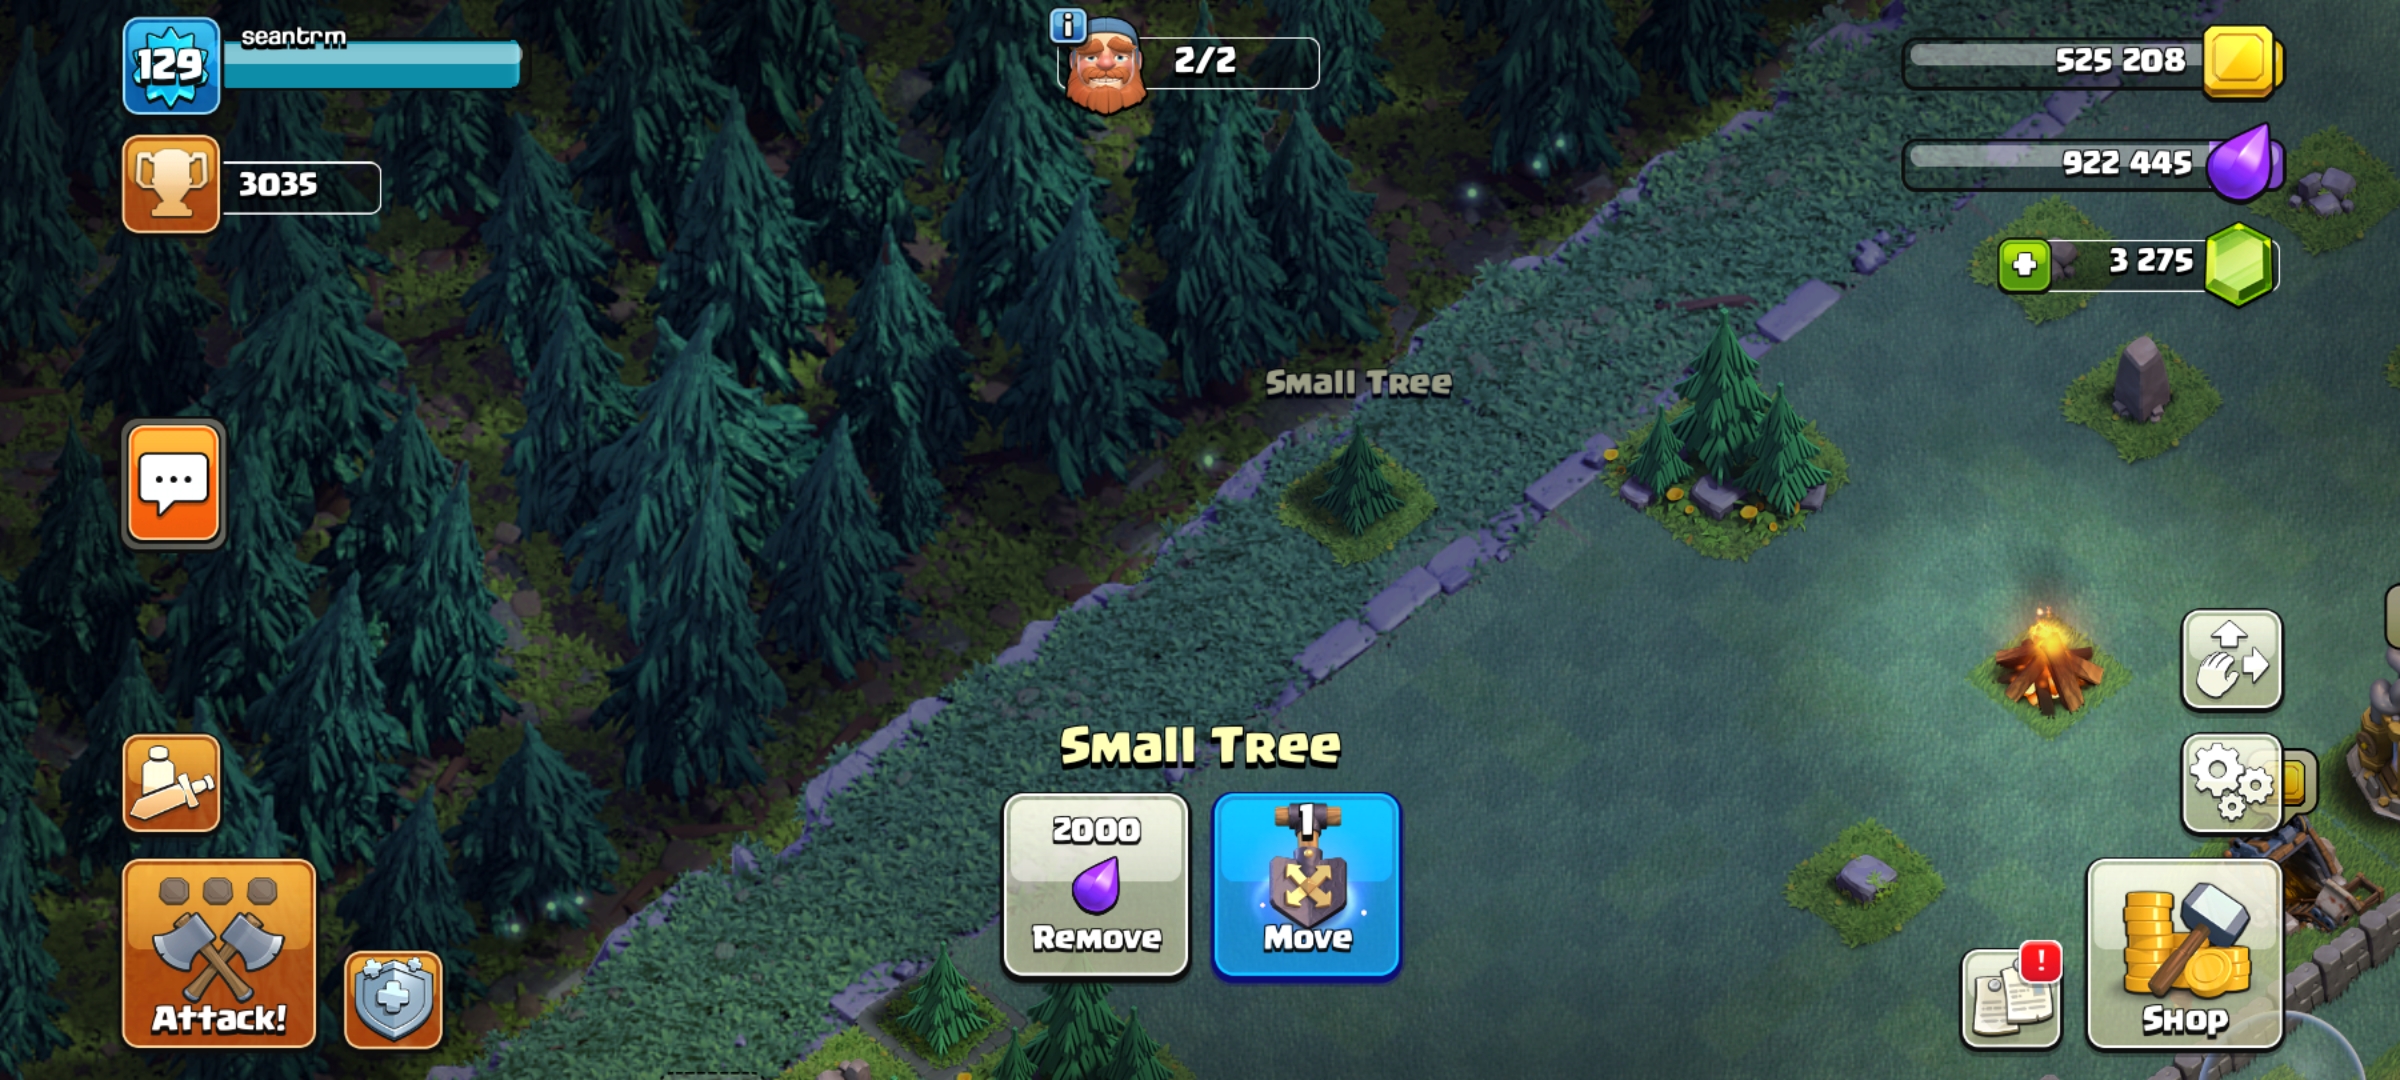 129
seantrm
i
2/2
525 208
3035
922 445
3 275
Small Tree
Small Tree
2000
Remove
1
Move
Attack!
!
Shop